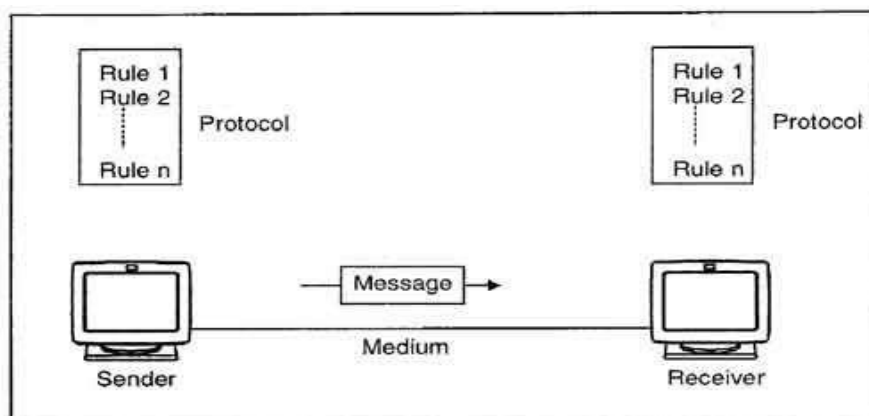 Rule 1
Rule 2
Rule n
Protocol
Rule 1
Rule 2
Rule n
Protocol
Message
Medium
Sender
Receiver